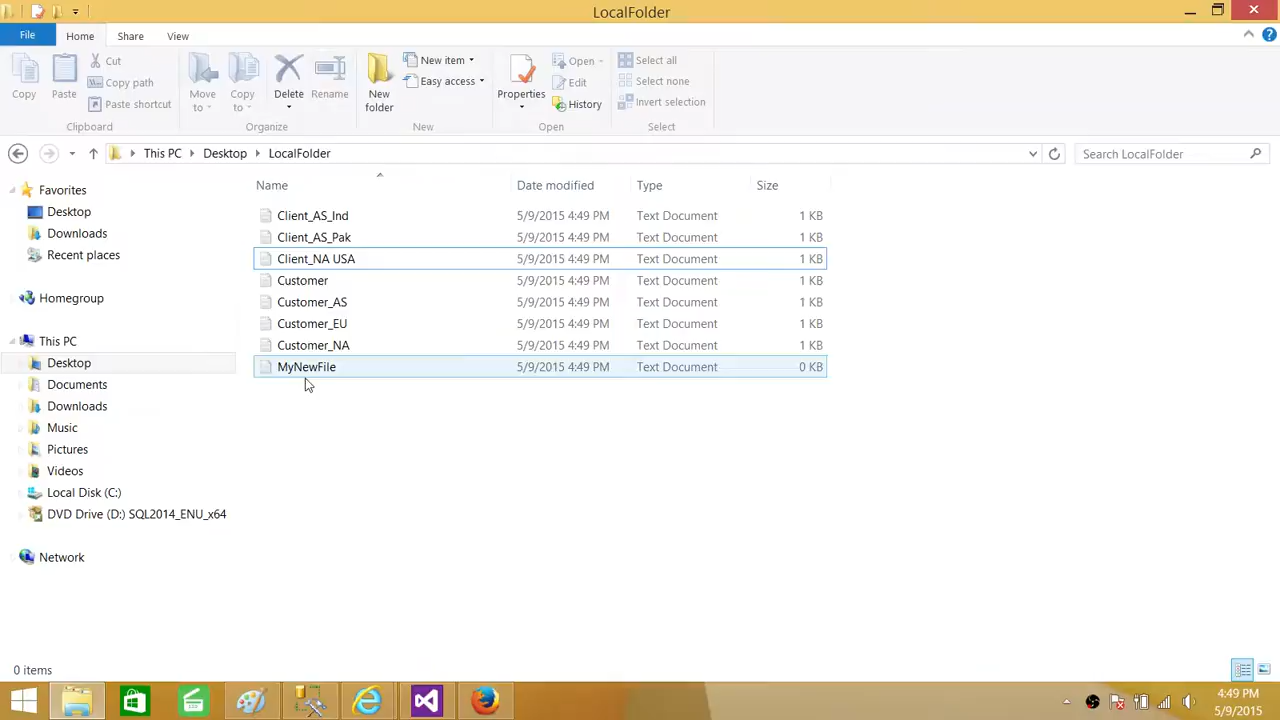 LocalFolder
File Home Share View
Copy Paste Cut Copy path Paste shortcut Move to Copy to Delete Rename New folder New item Easy access Properties Open Edit History Select all Select none Invert selection
Clipboard Organize New Open Select
This PC Desktop LocalFolder Search LocalFolder
Name Date modified Type Size
Favorites
Desktop
Downloads
Recent places
Homegroup
This PC
Desktop
Documents
Downloads
Music
Pictures
Videos
Local Disk (C:)
DVD Drive (D:) SQL2014_ENU_x64
Network
Client_AS_Ind 5/9/2015 4:49 PM Text Document 1 KB
Client_AS_Pak 5/9/2015 4:49 PM Text Document 1 KB
Client_NA USA 5/9/2015 4:49 PM Text Document 1 KB
Customer 5/9/2015 4:49 PM Text Document 1 KB
Customer_AS 5/9/2015 4:49 PM Text Document 1 KB
Customer_EU 5/9/2015 4:49 PM Text Document 1 KB
Customer_NA 5/9/2015 4:49 PM Text Document 1 KB
MyNewFile 5/9/2015 4:49 PM Text Document 0 KB
0 items
4:49 PM
5/9/2015